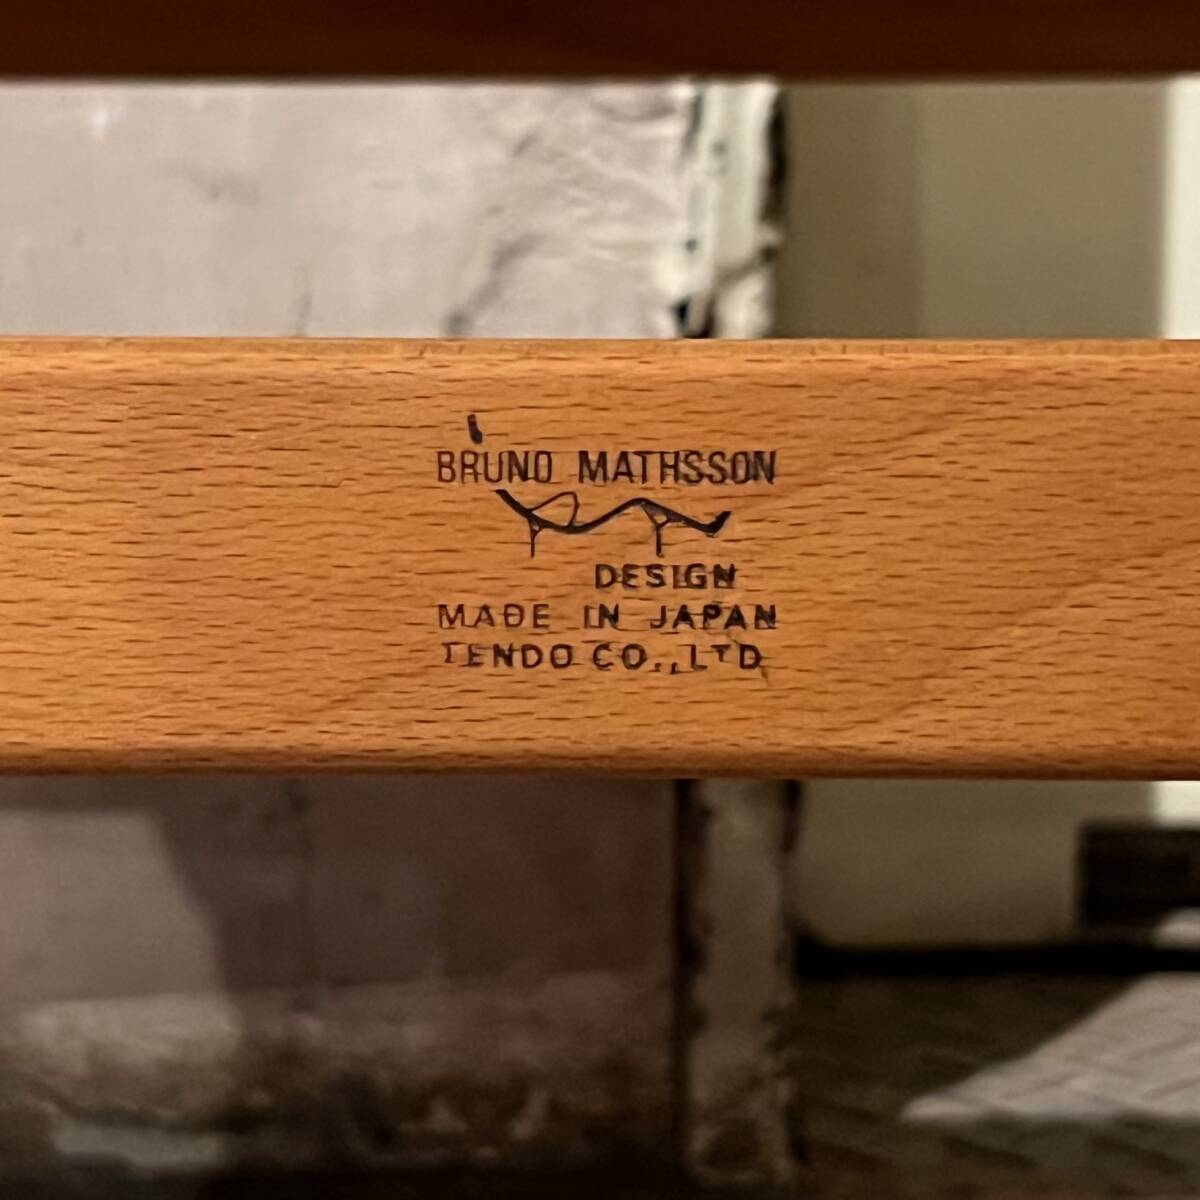 BRUNO MATHSSON
DESIGN
MADE IN JAPAN
TENDO CO.,LTD